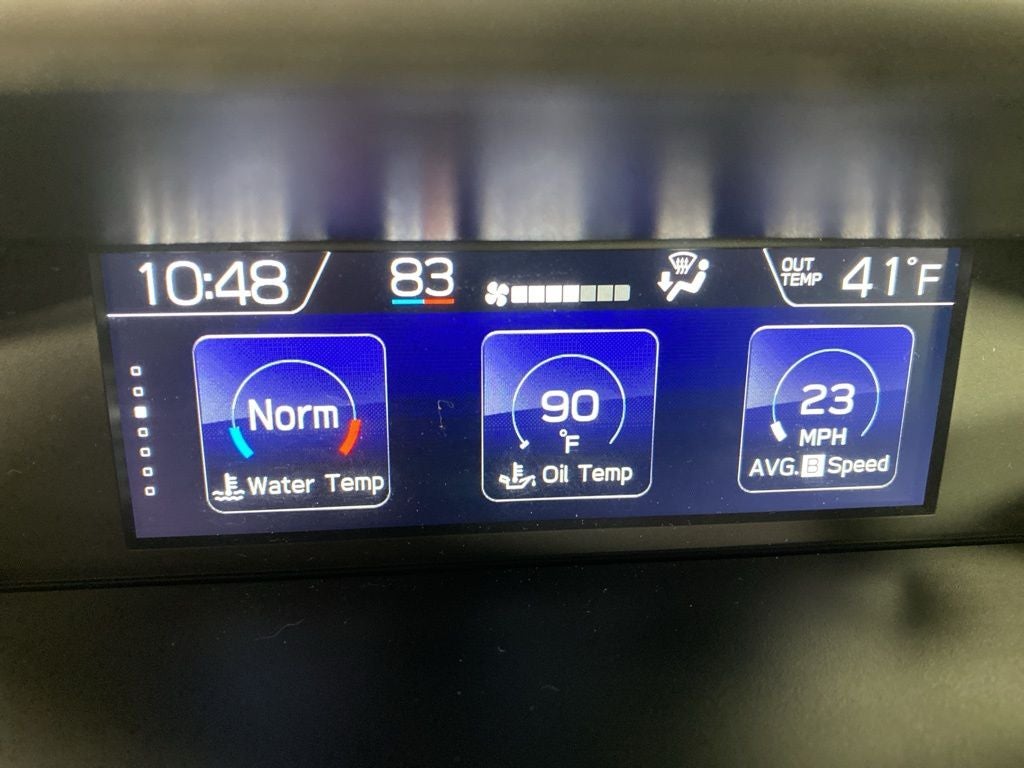 10:48
83
OUT TEMP 41°F
Norm
Water Temp
90
°F
Oil Temp
23
MPH
AVG. B Speed